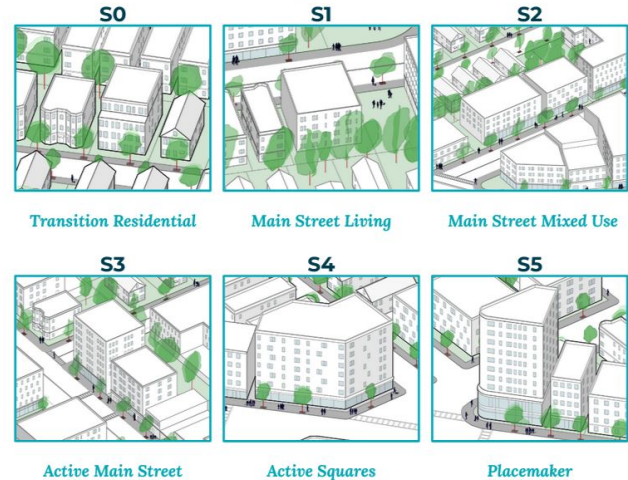 S0
S1
S2
Transition Residential
Main Street Living
Main Street Mixed Use
S3
S4
S5
Active Main Street
Active Squares
Placemaker